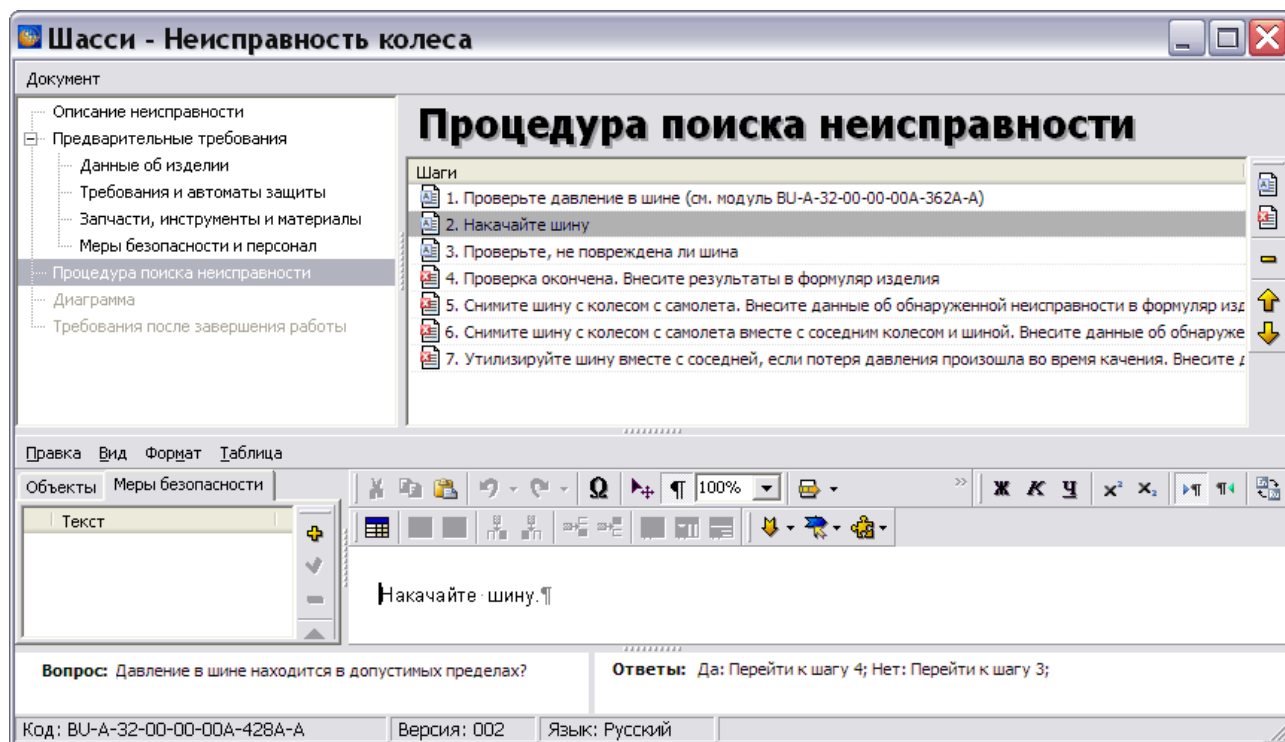 Шасси - Неисправность колеса
Документ
Описание неисправности
Предварительные требования
Данные об изделии
Требования и автоматы защиты
Запчасти, инструменты и материалы
Меры безопасности и персонал
Процедура поиска неисправности
Диаграмма
Требования после завершения работы
Процедура поиска неисправности
Шаги
1. Проверьте давление в шине (см. модуль BU-A-32-00-00-00A-362A-A)
2. Накачайте шину
3. Проверьте, не повреждена ли шина
4. Проверка окончена. Внесите результаты в формуляр изделия
5. Снимите шину с колесом с самолета. Внесите данные об обнаруженной неисправности в формуляр изд
6. Снимите шину с колесом с самолета вместе с соседним колесом и шиной. Внесите данные об обнаруже
7. Утилизируйте шину вместе с соседней, если потеря давления произошла во время качения. Внесите д
Правка Вид Формат Таблица
Объекты Меры безопасности
Ω ¶ 100% » Ж К Ч x² x₂ ¶ ¶
Текст
Накачайте·шину.¶
Вопрос: Давление в шине находится в допустимых пределах?
Ответы: Да: Перейти к шагу 4; Нет: Перейти к шагу 3;
Код: BU-A-32-00-00-00A-428A-A Версия: 002 Язык: Русский